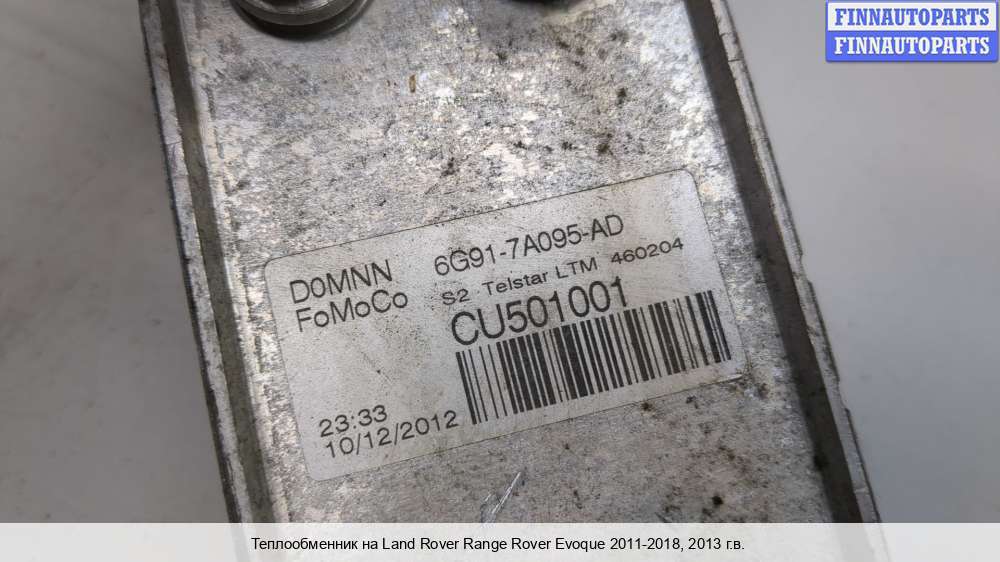 FINNAUTOPARTS
FINNAUTOPARTS
D0MNN 6G91-7A095-AD
FoMoCo S2 Telstar LTM 460204
CU501001
23:33
10/12/2012
Теплообменник на Land Rover Range Rover Evoque 2011-2018, 2013 г.в.